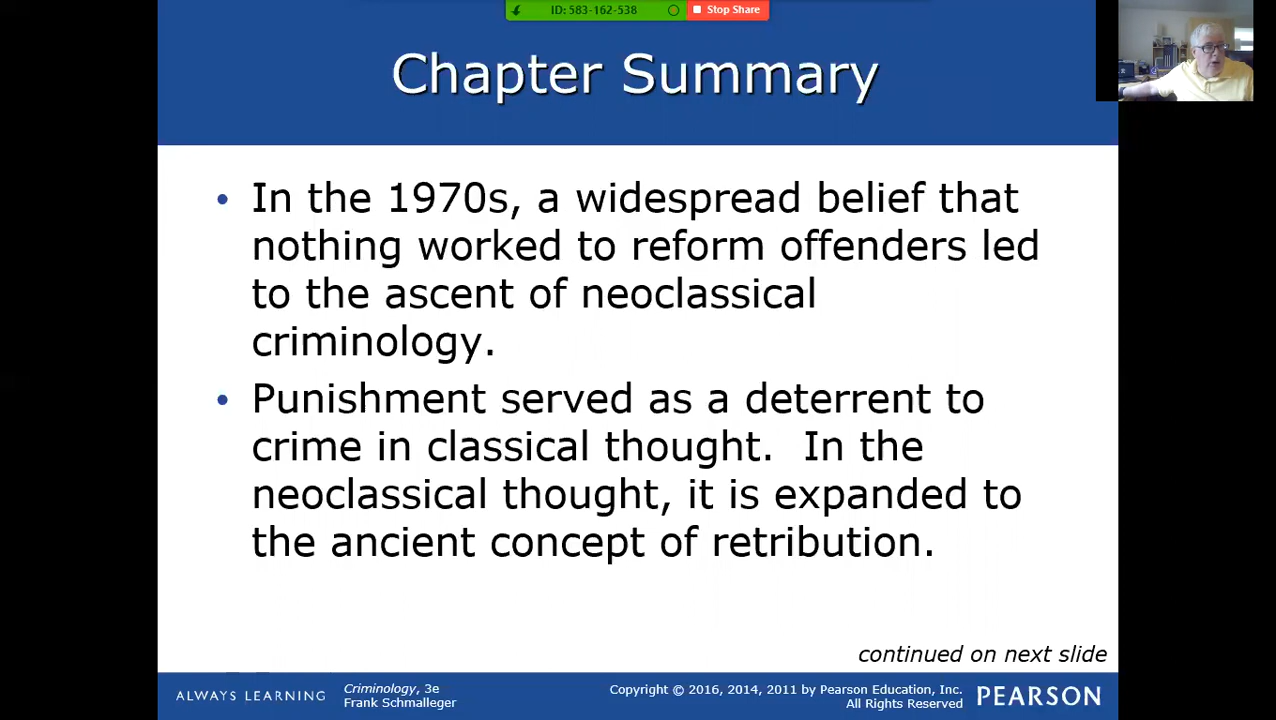 ID: 583-162-538
Stop Share
Chapter Summary
• In the 1970s, a widespread belief that
nothing worked to reform offenders led
to the ascent of neoclassical
criminology.
• Punishment served as a deterrent to
crime in classical thought.  In the
neoclassical thought, it is expanded to
the ancient concept of retribution.
continued on next slide
ALWAYS LEARNING
Criminology, 3e
Frank Schmalleger
Copyright © 2016, 2014, 2011 by Pearson Education, Inc.
All Rights Reserved
PEARSON